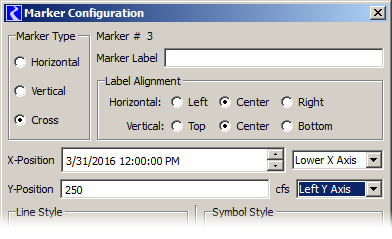 Marker Configuration
Marker Type
Marker # 3
Horizontal
Vertical
Cross
Marker Label
Label Alignment
Horizontal: Left Center Right
Vertical: Top Center Bottom
X-Position 3/31/2016 12:00:00 PM Lower X Axis
Y-Position 250 cfs Left Y Axis
Line Style
Symbol Style